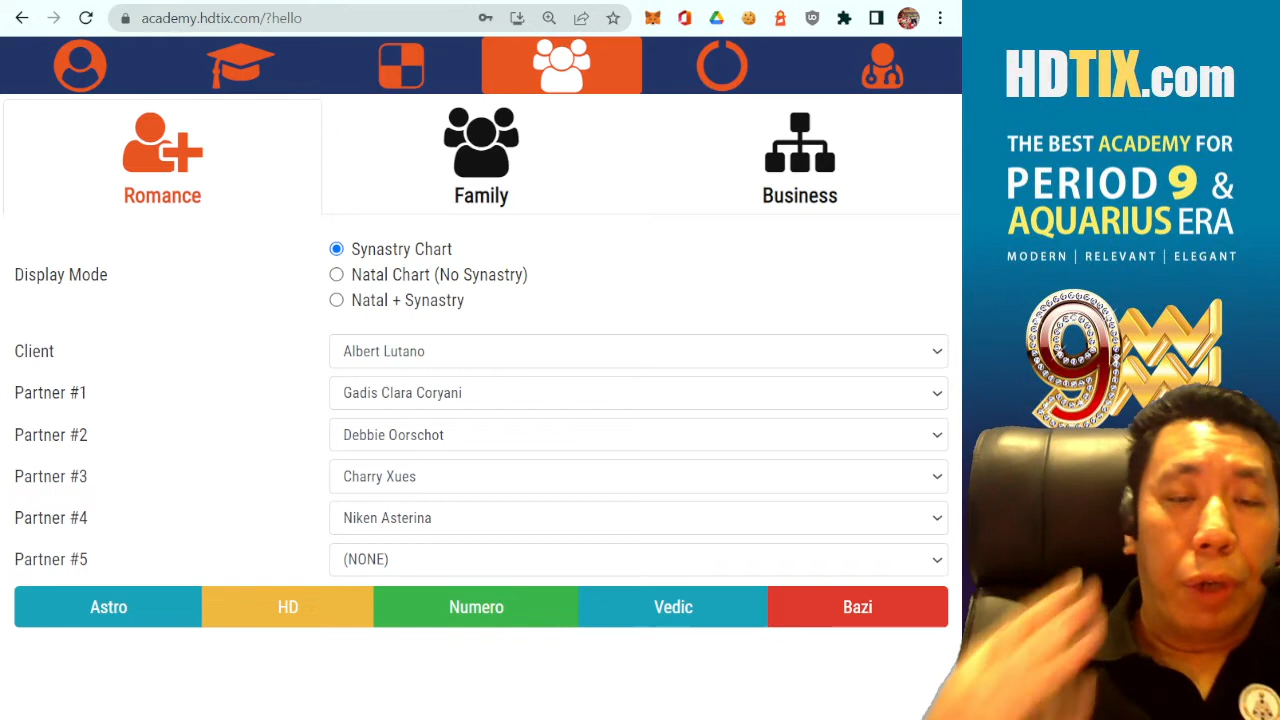 academy.hdtix.com/?hello
Romance
Family
Business
Display Mode
Synastry Chart
Natal Chart (No Synastry)
Natal + Synastry
Client
Albert Lutano
Partner #1
Gadis Clara Coryani
Partner #2
Debbie Oorschot
Partner #3
Charry Xues
Partner #4
Niken Asterina
Partner #5
(NONE)
Astro
HD
Numero
Vedic
Bazi
HDTIX.com
THE BEST ACADEMY FOR
PERIOD 9 &
AQUARIUS ERA
MODERN | RELEVANT | ELEGANT
9